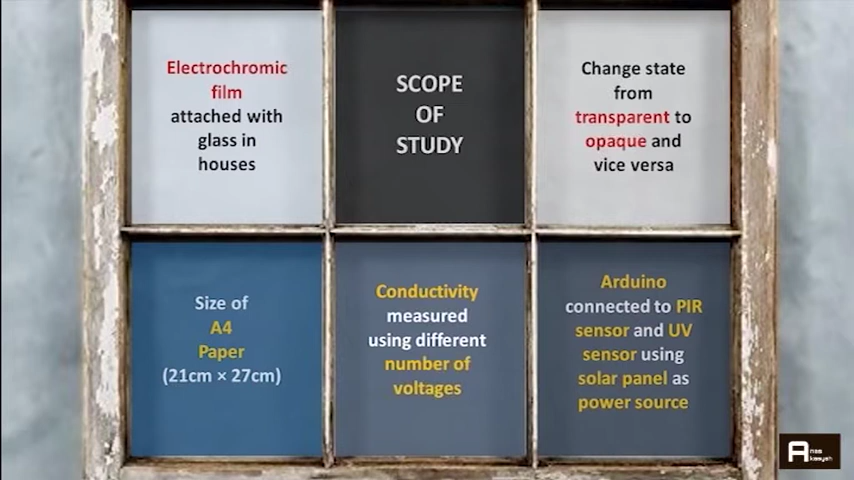 Electrochromic
film
attached with
glass in
houses
SCOPE
OF
STUDY
Change state
from
transparent to
opaque and
vice versa
Size of
A4
Paper
(21cm × 27cm)
Conductivity
measured
using different
number of
voltages
Arduino
connected to PIR
sensor and UV
sensor using
solar panel as
power source